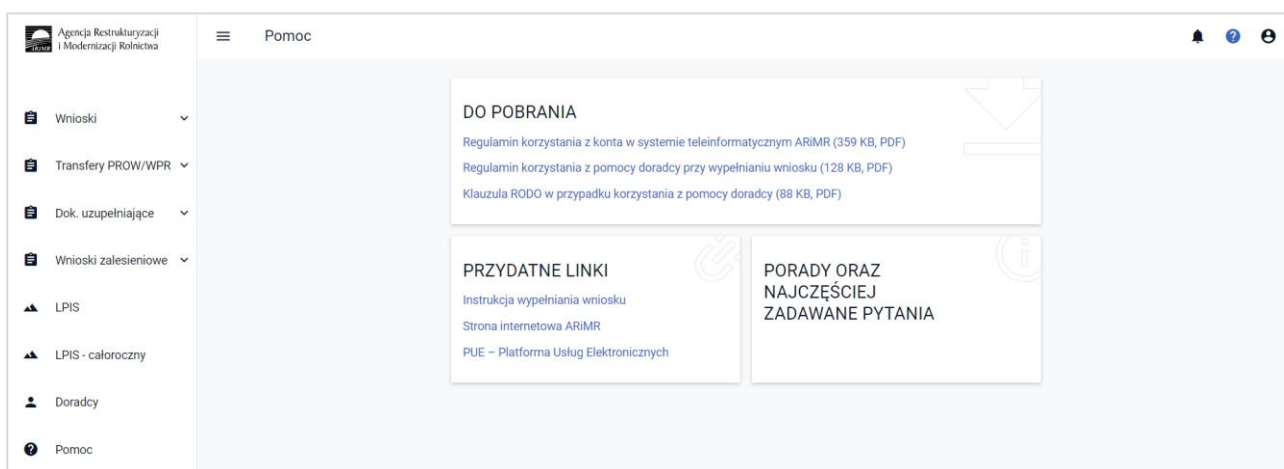 Agencja Restrukturyzacji
i Modernizacji Rolnictwa
ARiMR
Pomoc
Wnioski
Transfery PROW/WPR
Dok. uzupełniające
Wnioski zalesieniowe
LPIS
LPIS - całoroczny
Doradcy
Pomoc
DO POBRANIA
Regulamin korzystania z konta w systemie teleinformatycznym ARiMR (359 KB, PDF)
Regulamin korzystania z pomocy doradcy przy wypełnianiu wniosku (128 KB, PDF)
Klauzula RODO w przypadku korzystania z pomocy doradcy (88 KB, PDF)
PRZYDATNE LINKI
Instrukcja wypełniania wniosku
Strona internetowa ARiMR
PUE – Platforma Usług Elektronicznych
PORADY ORAZ
NAJCZĘŚCIEJ
ZADAWANE PYTANIA